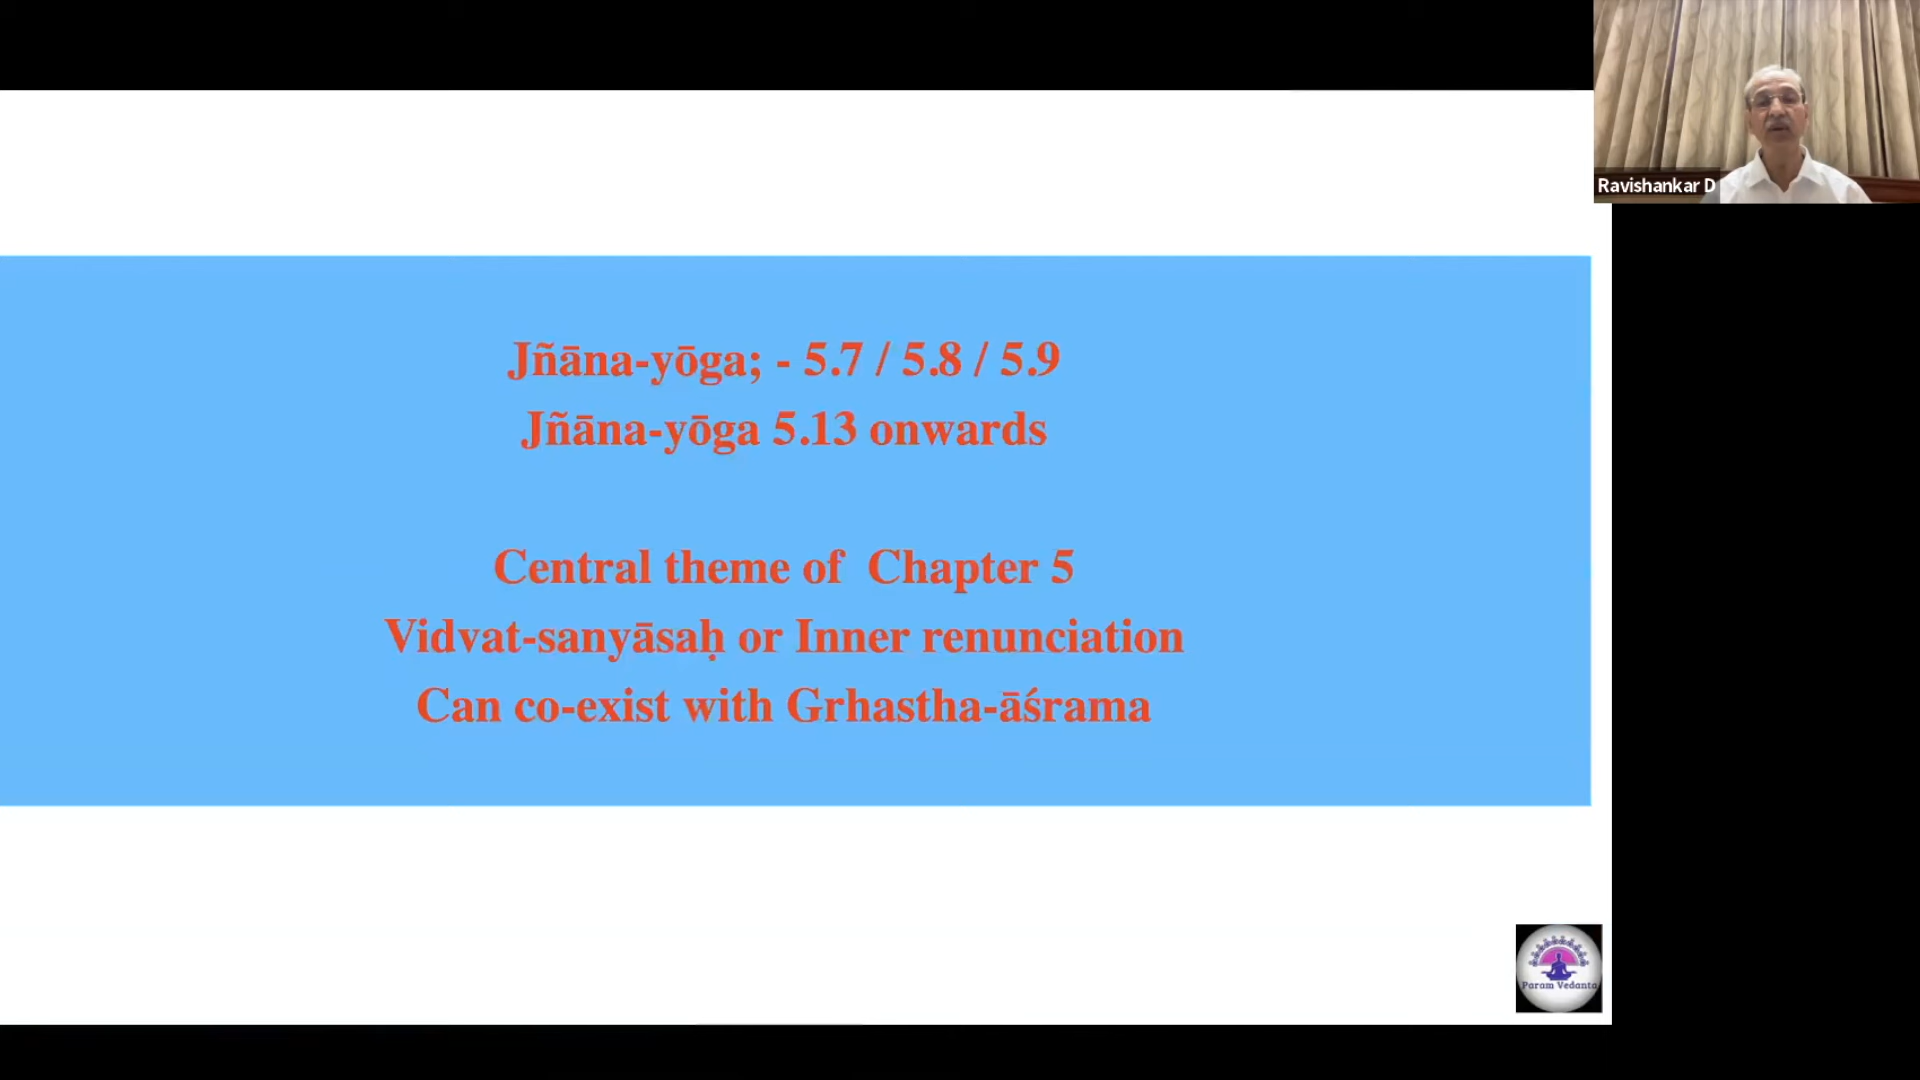 Ravishankar D
Jñāna-yōga; - 5.7 / 5.8 / 5.9
Jñāna-yōga 5.13 onwards
Central theme of  Chapter 5
Vidvat-sanyāsaḥ or Inner renunciation
Can co-exist with Grhastha-āśrama
Param Vedanta